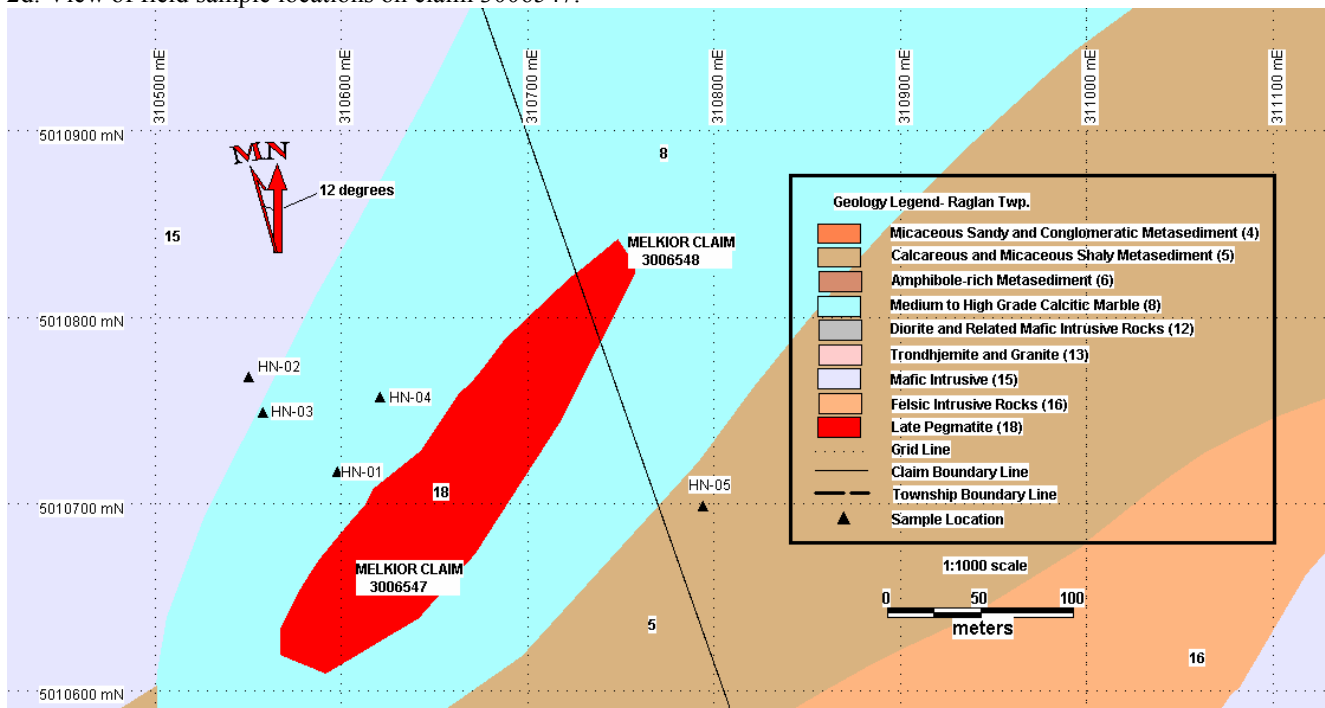 2d. View of field sample locations on claim 3006547.
310500 mE
310600 mE
310700 mE
310800 mE
310900 mE
311000 mE
311100 mE
5010900 mN
MN
12 degrees
8
15
Geology Legend- Raglan Twp.
Micaceous Sandy and Conglomeratic Metasediment (4)
Calcareous and Micaceous Shaly Metasediment (5)
Amphibole-rich Metasediment (6)
Medium to High Grade Calcitic Marble (8)
Diorite and Related Mafic Intrusive Rocks (12)
Trondhjemite and Granite (13)
Mafic Intrusive (15)
Felsic Intrusive Rocks (16)
Late Pegmatite (18)
Grid Line
Claim Boundary Line
Township Boundary Line
Sample Location
MELKIOR CLAIM
3006548
5010800 mN
HN-02
HN-03
HN-04
HN-01
18
HN-05
5010700 mN
MELKIOR CLAIM
3006547
1:1000 scale
0 50 100
meters
5
16
5010600 mN